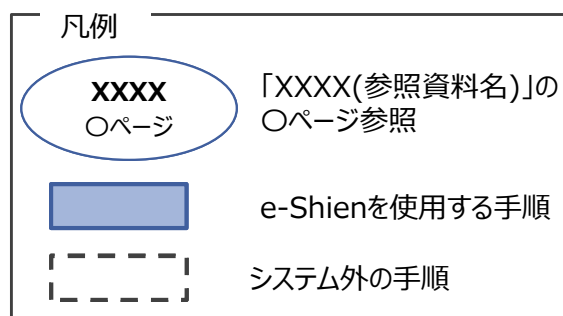 凡例
XXXX
〇ページ
「XXXX(参照資料名)」の
〇ページ参照
e-Shienを使用する手順
システム外の手順